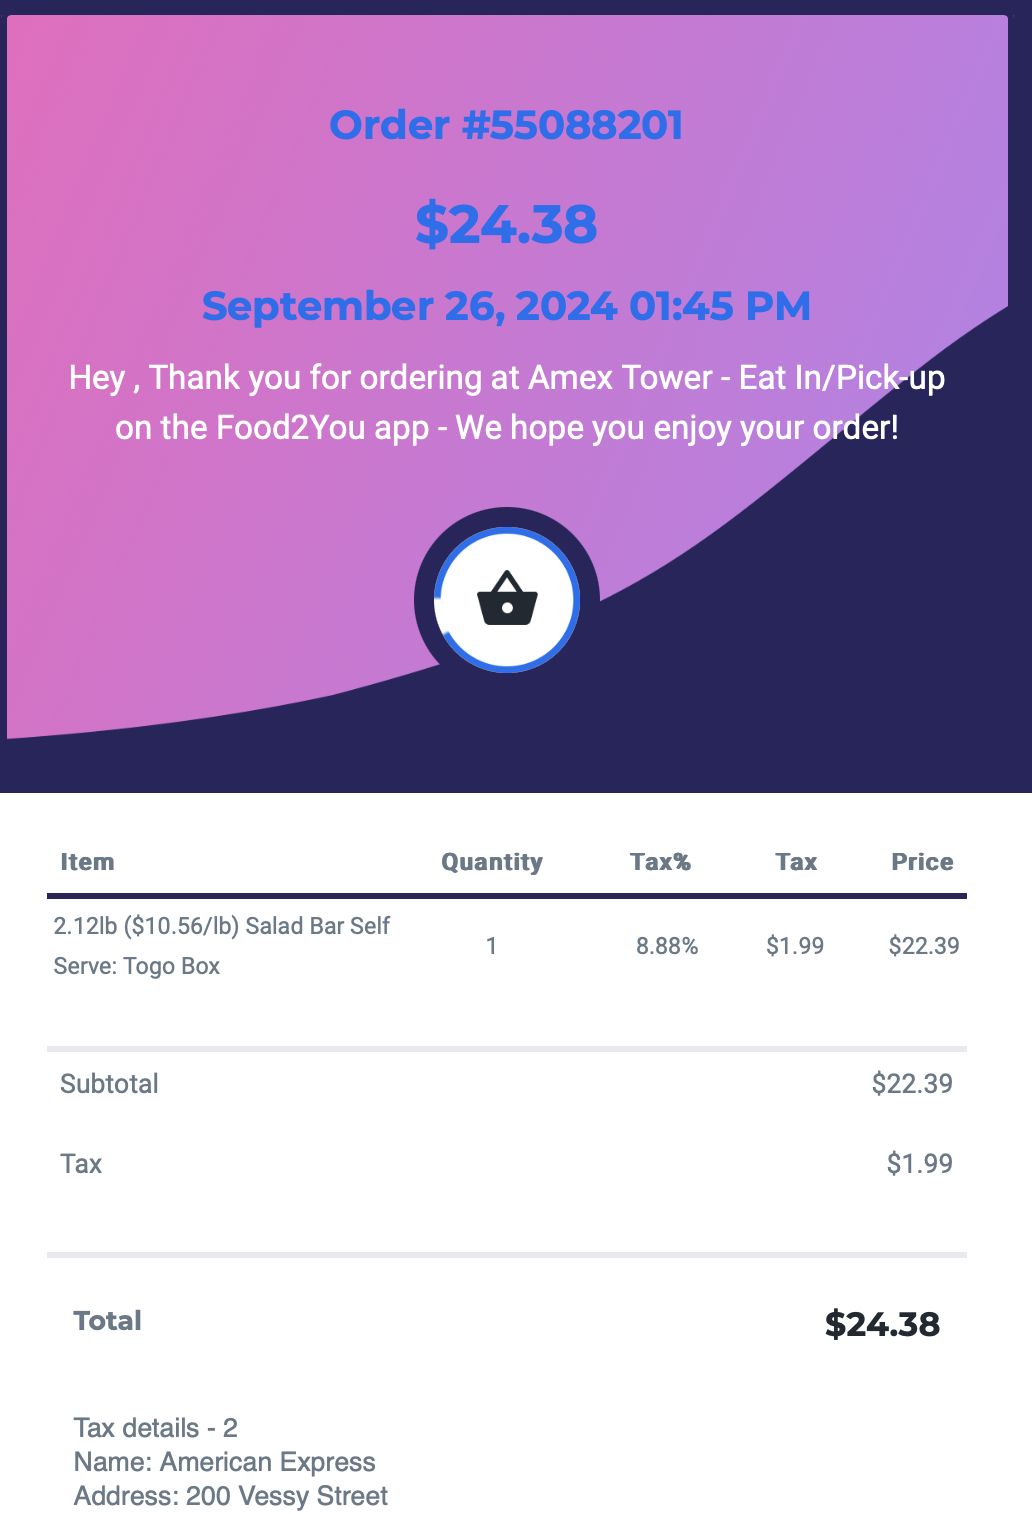 Order #55088201
$24.38
September 26, 2024 01:45 PM
Hey , Thank you for ordering at Amex Tower - Eat In/Pick-up
on the Food2You app - We hope you enjoy your order!
Item Quantity Tax% Tax Price
2.12lb ($10.56/lb) Salad Bar Self
Serve: Togo Box 1 8.88% $1.99 $22.39
Subtotal $22.39
Tax $1.99
Total $24.38
Tax details - 2
Name: American Express
Address: 200 Vessy Street